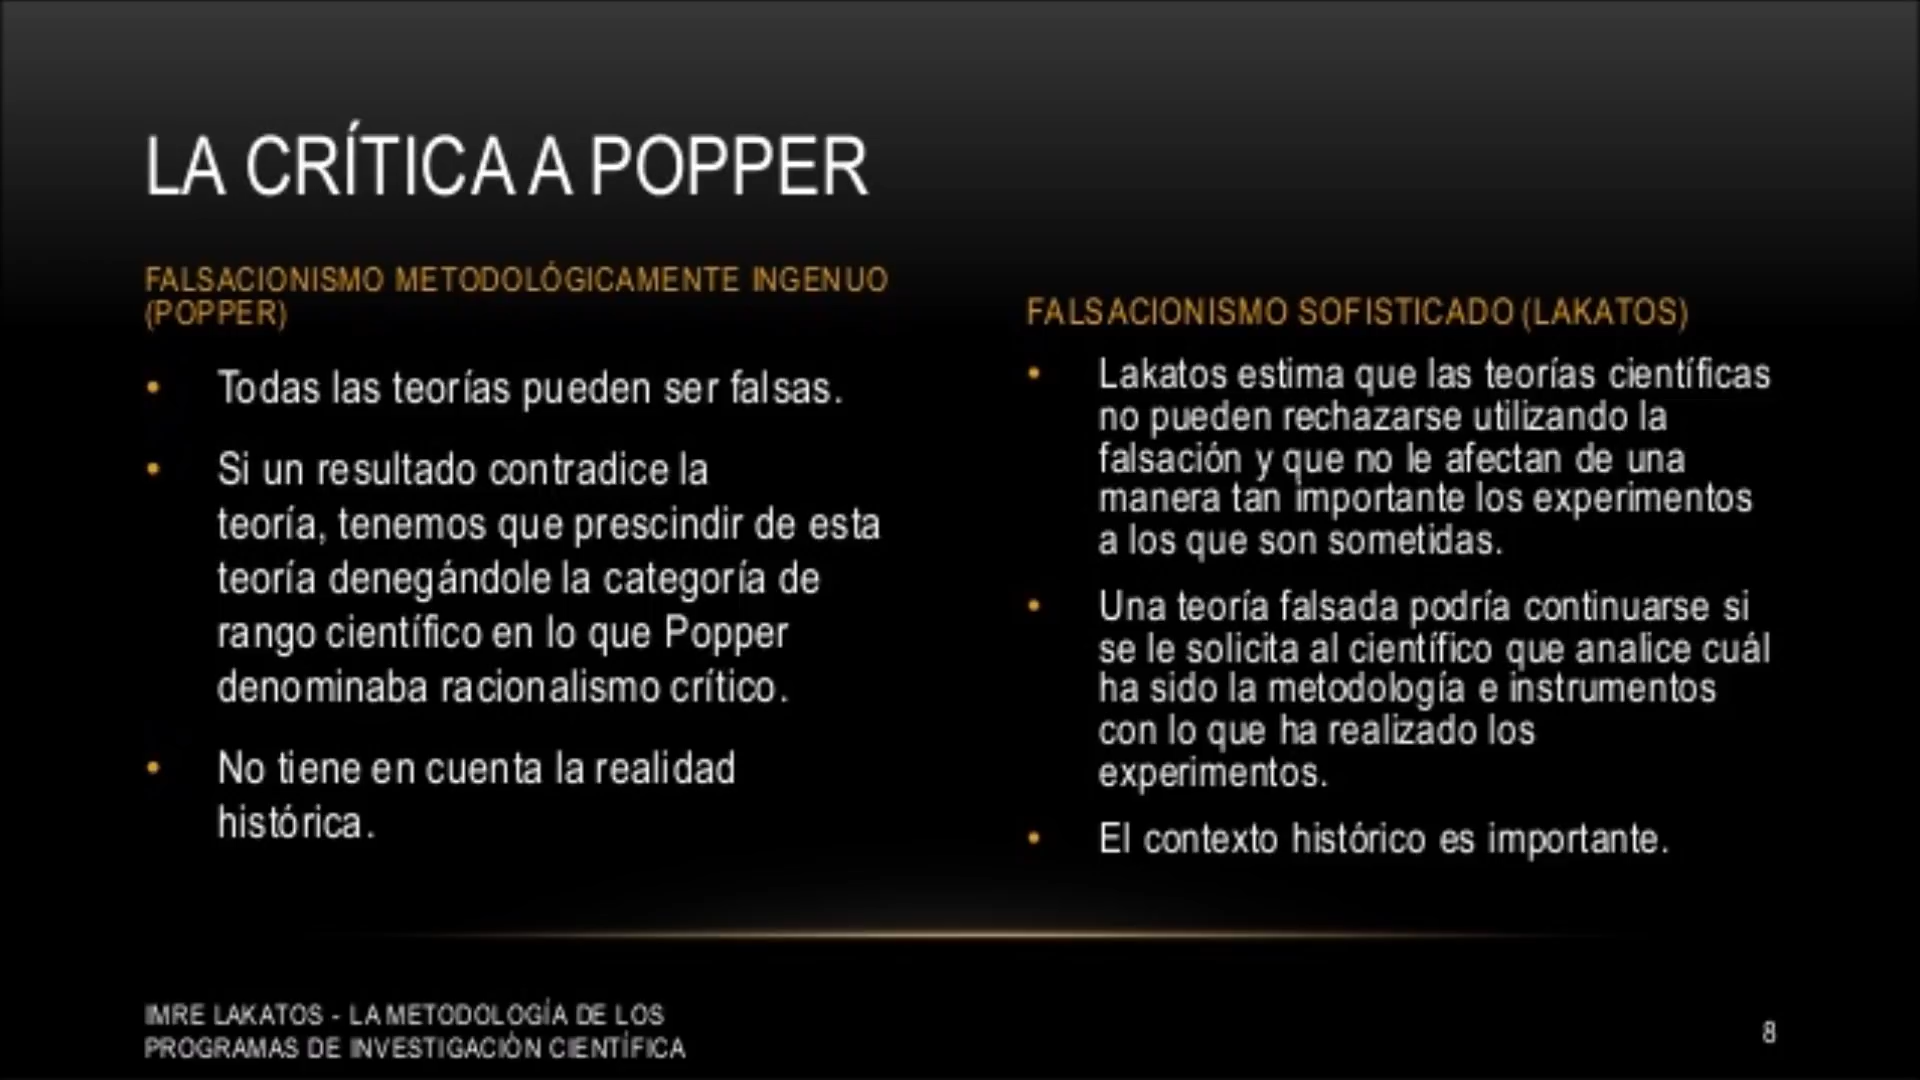 LA CRÍTICA A POPPER
FALSACIONISMO METODOLÓGICAMENTE INGENUO
(POPPER)
• Todas las teorías pueden ser falsas.
• Si un resultado contradice la
teoría, tenemos que prescindir de esta
teoría denegándole la categoría de
rango científico en lo que Popper
denominaba racionalismo crítico.
• No tiene en cuenta la realidad
histórica.
FALSACIONISMO SOFISTICADO (LAKATOS)
• Lakatos estima que las teorías científicas
no pueden rechazarse utilizando la
falsación y que no le afectan de una
manera tan importante los experimentos
a los que son sometidas.
• Una teoría falsada podría continuarse si
se le solicita al científico que analice cuál
ha sido la metodología e instrumentos
con lo que ha realizado los
experimentos.
• El contexto histórico es importante.
IMRE LAKATOS - LA METODOLOGÍA DE LOS
PROGRAMAS DE INVESTIGACIÓN CIENTÍFICA
8